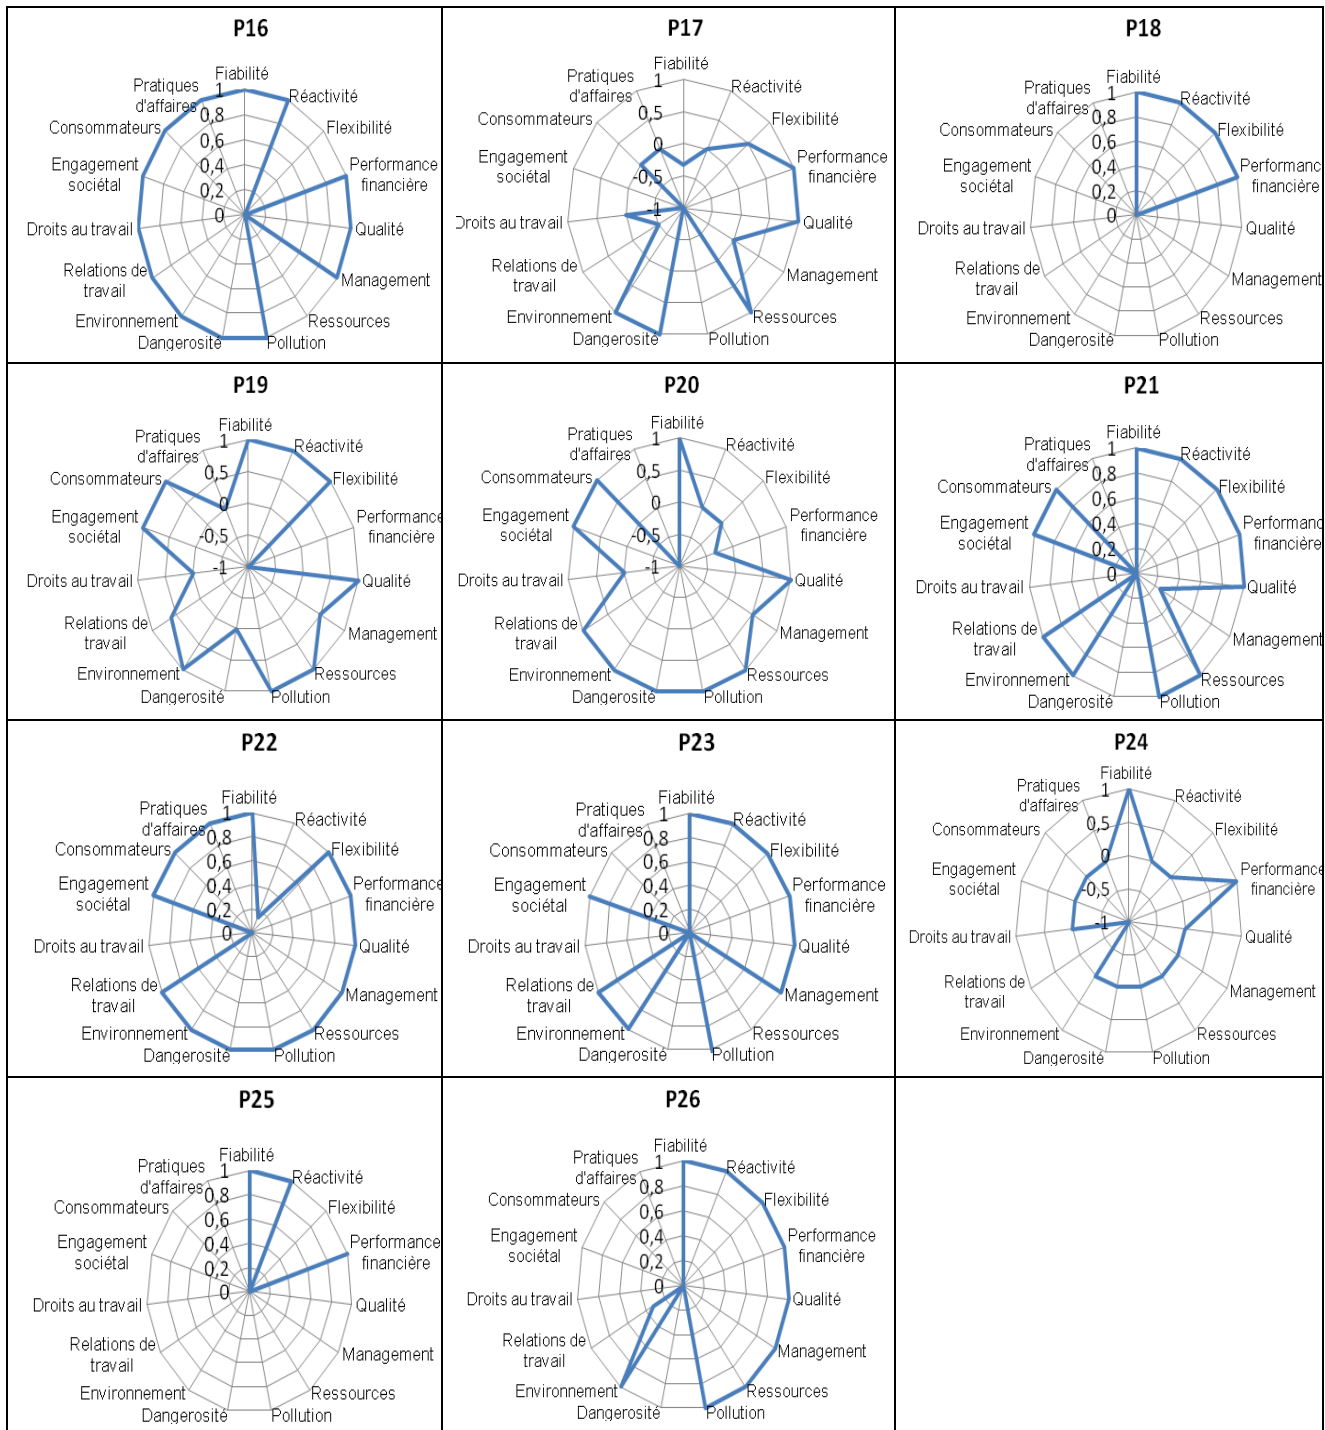 P16
Fiabilité
Pratiques
d'affaires
Réactivité
Consommateurs
Flexibilité
Engagement
sociétal
Performance
financière
Droits au travail
Qualité
Relations de
travail
Management
Environnement
Ressources
Dangerosité
Pollution
1
0,8
0,6
0,4
0,2
0
P17
Fiabilité
Pratiques
d'affaires
Réactivité
Consommateurs
Flexibilité
Engagement
sociétal
Performance
financière
Droits au travail
Qualité
Relations de
travail
Management
Environnement
Ressources
Dangerosité
Pollution
1
0,5
0
-0,5
-1
P18
Fiabilité
Pratiques
d'affaires
Réactivité
Consommateurs
Flexibilité
Engagement
sociétal
Performanc
financière
Droits au travail
Qualité
Relations de
travail
Management
Environnement
Ressources
Dangerosité
Pollution
1
0,8
0,6
0,4
0,2
0
P19
Fiabilité
Pratiques
d'affaires
Réactivité
Consommateurs
Flexibilité
Engagement
sociétal
Performance
financière
Droits au travail
Qualité
Relations de
travail
Management
Environnement
Ressources
Dangerosité
Pollution
1
0,5
0
-0,5
-1
P20
Fiabilité
Pratiques
d'affaires
Réactivité
Consommateurs
Flexibilité
Engagement
sociétal
Performance
financière
Droits au travail
Qualité
Relations de
travail
Management
Environnement
Ressources
Dangerosité
Pollution
1
0,5
0
-0,5
-1
P21
Fiabilité
Pratiques
d'affaires
Réactivité
Consommateurs
Flexibilité
Engagement
sociétal
Performanc
financière
Droits au travail
Qualité
Relations de
travail
Management
Environnement
Ressources
Dangerosité
Pollution
1
0,8
0,6
0,4
0,2
0
P22
Fiabilité
Pratiques
d'affaires
Réactivité
Consommateurs
Flexibilité
Engagement
sociétal
Performance
financière
Droits au travail
Qualité
Relations de
travail
Management
Environnement
Ressources
Dangerosité
Pollution
1
0,8
0,6
0,4
0,2
0
P23
Fiabilité
Pratiques
d'affaires
Réactivité
Consommateurs
Flexibilité
Engagement
sociétal
Performance
financière
Droits au travail
Qualité
Relations de
travail
Management
Environnement
Ressources
Dangerosité
Pollution
1
0,8
0,6
0,4
0,2
0
P24
Fiabilité
Pratiques
d'affaires
Réactivité
Consommateurs
Flexibilité
Engagement
sociétal
Performance
financière
Droits au travail
Qualité
Relations de
travail
Management
Environnement
Ressources
Dangerosité
Pollution
1
0,5
0
-0,5
-1
P25
Fiabilité
Pratiques
d'affaires
Réactivité
Consommateurs
Flexibilité
Engagement
sociétal
Performance
financière
Droits au travail
Qualité
Relations de
travail
Management
Environnement
Ressources
Dangerosité
Pollution
1
0,8
0,6
0,4
0,2
0
P26
Fiabilité
Pratiques
d'affaires
Réactivité
Consommateurs
Flexibilité
Engagement
sociétal
Performance
financière
Droits au travail
Qualité
Relations de
travail
Management
Environnement
Ressources
Dangerosité
Pollution
1
0,8
0,6
0,4
0,2
0